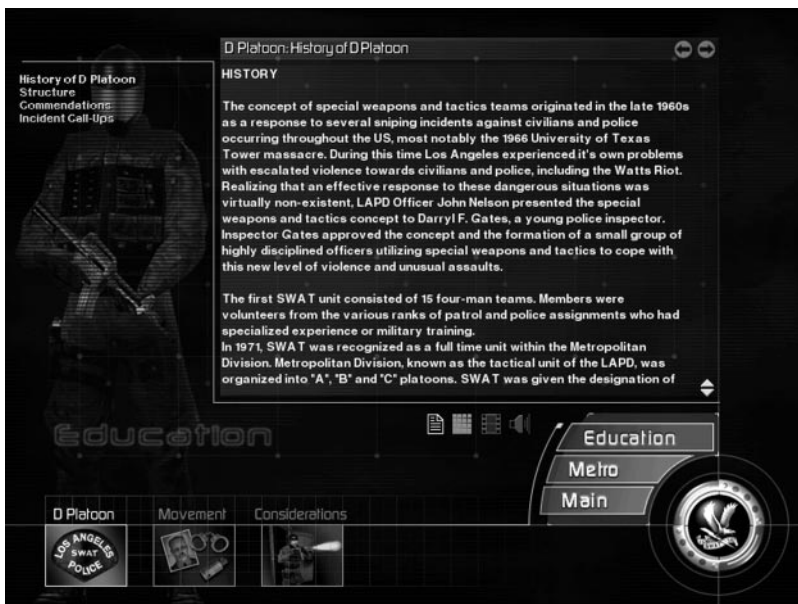 D Platoon: History of D Platoon
History of D Platoon
Structure
Commendations
Incident Call-Ups
HISTORY
The concept of special weapons and tactics teams originated in the late 1960s
as a response to several sniping incidents against civilians and police
occurring throughout the US, most notably the 1966 University of Texas
Tower massacre. During this time Los Angeles experienced it's own problems
with escalated violence towards civilians and police, including the Watts Riot.
Realizing that an effective response to these dangerous situations was
virtually non-existent, LAPD Officer John Nelson presented the special
weapons and tactics concept to Darryl F. Gates, a young police inspector.
Inspector Gates approved the concept and the formation of a small group of
highly disciplined officers utilizing special weapons and tactics to cope with
this new level of violence and unusual assaults.
The first SWAT unit consisted of 15 four-man teams. Members were
volunteers from the various ranks of patrol and police assignments who had
specialized experience or military training.
In 1971, SWAT was recognized as a full time unit within the Metropolitan
Division. Metropolitan Division, known as the tactical unit of the LAPD, was
organized into "A", "B" and "C" platoons. SWAT was given the designation of
Education
Education
Metro
Main
D Platoon
Movement
Considerations
LOS ANGELES
SWAT
POLICE